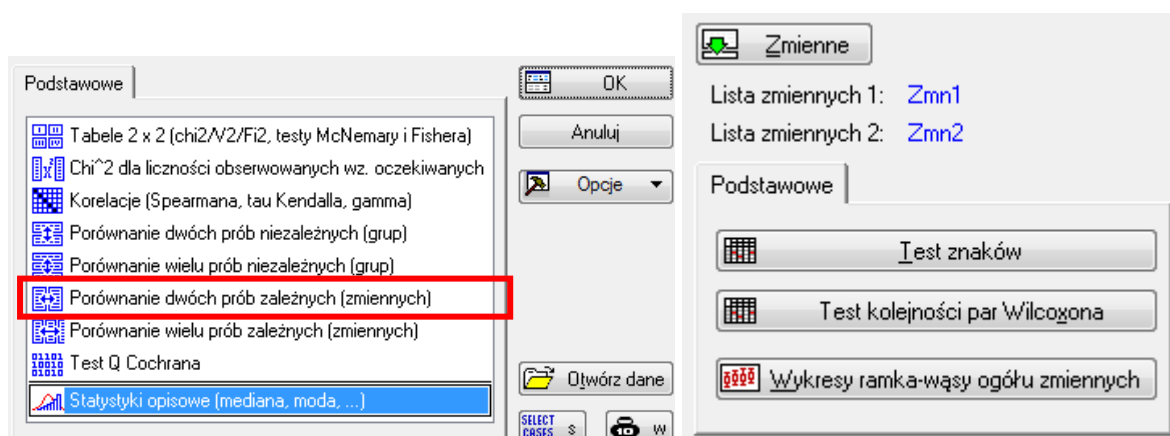 Podstawowe
Tabele 2 x 2 (chi2/V2/Fi2, testy McNemary i Fishera)
Chi^2 dla liczności obserwowanych wz. oczekiwanych
Korelacje (Spearmana, tau Kendalla, gamma)
Porównanie dwóch prób niezależnych (grup)
Porównanie wielu prób niezależnych (grup)
Porównanie dwóch prób zależnych (zmiennych)
Porównanie wielu prób zależnych (zmiennych)
Test Q Cochrana
Statystyki opisowe (mediana, moda, ...)
OK
Anuluj
Opcje
Otwórz dane
SELECT CASES S
W
Zmienne
Lista zmiennych 1: Zmn1
Lista zmiennych 2: Zmn2
Podstawowe
Test znaków
Test kolejności par Wilcoxona
Wykresy ramka-wąsy ogółu zmiennych